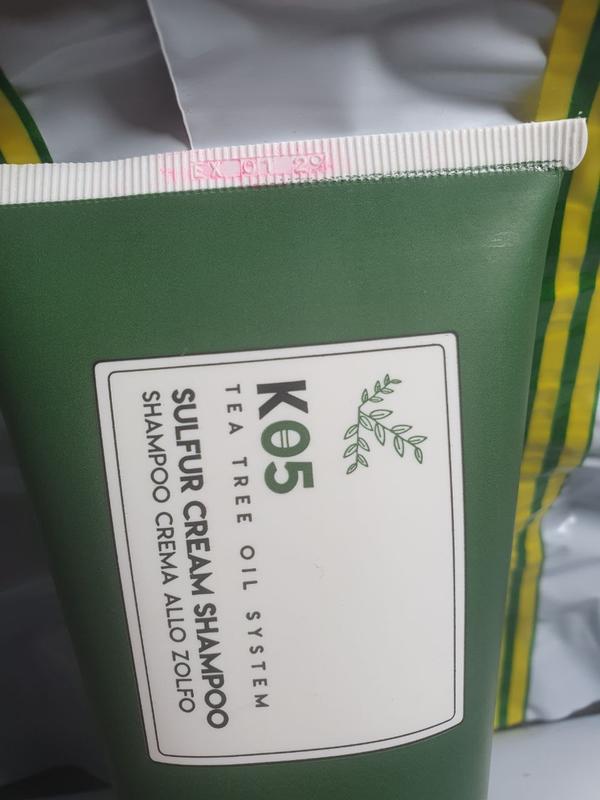 EX 01 29
K05
TEA TREE OIL SYSTEM
SULFUR CREAM SHAMPOO
SHAMPOO CREMA ALLO ZOLFO